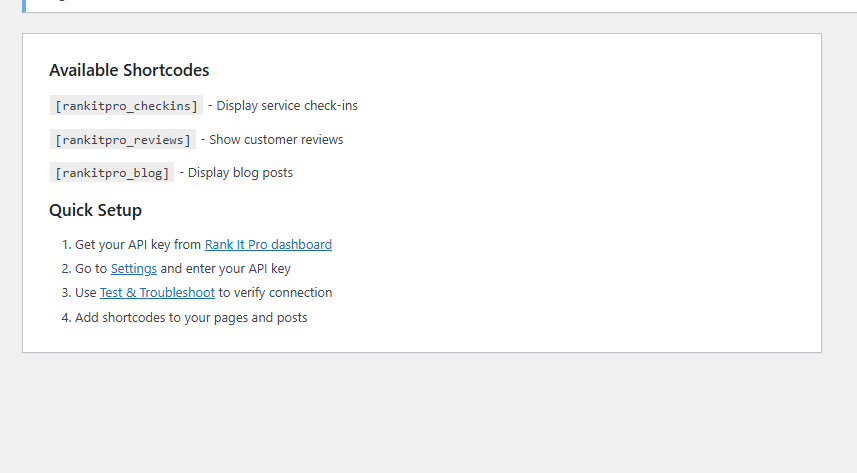 Available Shortcodes
[rankitpro_checkins] - Display service check-ins
[rankitpro_reviews] - Show customer reviews
[rankitpro_blog] - Display blog posts
Quick Setup
1. Get your API key from Rank It Pro dashboard
2. Go to Settings and enter your API key
3. Use Test & Troubleshoot to verify connection
4. Add shortcodes to your pages and posts